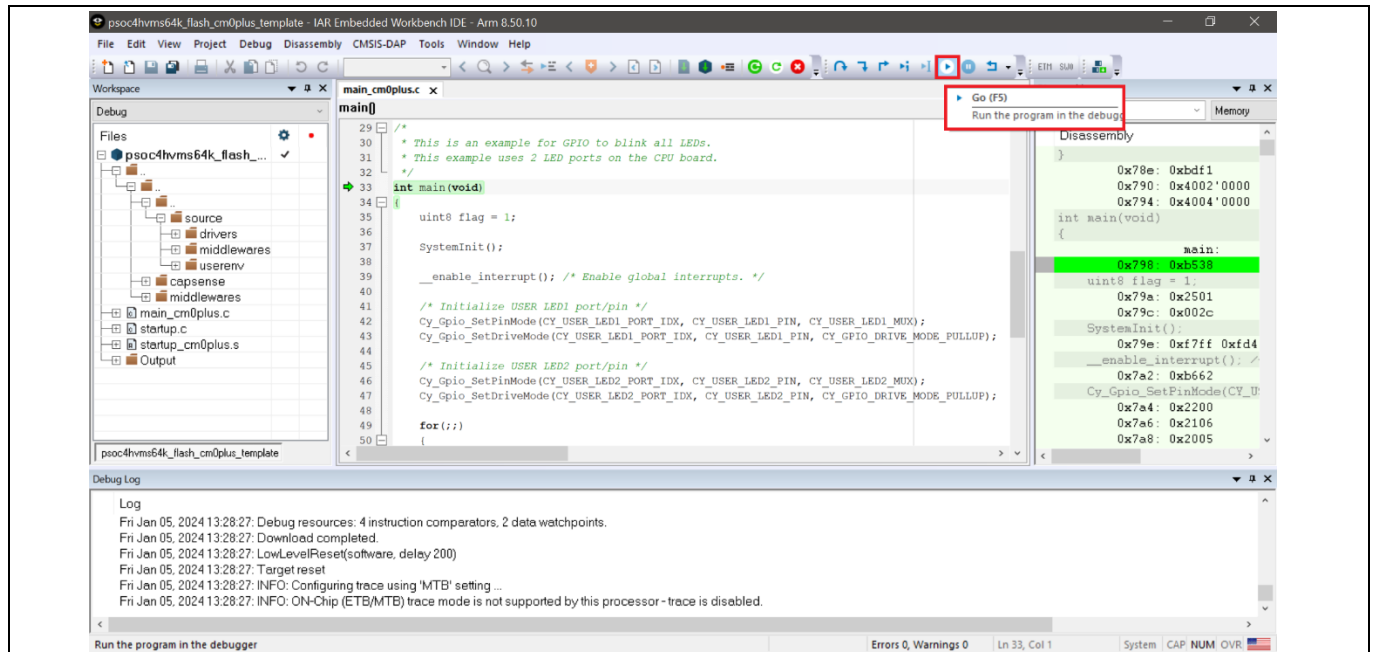 psoc4hvms64k_flash_cm0plus_template - IAR Embedded Workbench IDE - Arm 8.50.10
File Edit View Project Debug Disassembly CMSIS-DAP Tools Window Help
ETM SWO
Workspace
Debug
Files
psoc4hvms64k_flash_...
..
..
..
source
drivers
middlewares
userenv
capsense
middlewares
main_cm0plus.c
startup.c
startup_cm0plus.s
Output
psoc4hvms64k_flash_cm0plus_template
main_cm0plus.c
main()
29 /*
30 * This is an example for GPIO to blink all LEDs.
31 * This example uses 2 LED ports on the CPU board.
32 */
33 int main(void)
34 {
35 uint8 flag = 1;
36
37 SystemInit();
38
39 __enable_interrupt(); /* Enable global interrupts. */
40
41 /* Initialize USER LED1 port/pin */
42 Cy_Gpio_SetPinMode(CY_USER_LED1_PORT_IDX, CY_USER_LED1_PIN, CY_USER_LED1_MUX);
43 Cy_Gpio_SetDriveMode(CY_USER_LED1_PORT_IDX, CY_USER_LED1_PIN, CY_GPIO_DRIVE_MODE_PULLUP);
44
45 /* Initialize USER LED2 port/pin */
46 Cy_Gpio_SetPinMode(CY_USER_LED2_PORT_IDX, CY_USER_LED2_PIN, CY_USER_LED2_MUX);
47 Cy_Gpio_SetDriveMode(CY_USER_LED2_PORT_IDX, CY_USER_LED2_PIN, CY_GPIO_DRIVE_MODE_PULLUP);
48
49 for(;;)
50 {
Go (F5)
Run the program in the debugg
Memory
Disassembly
}
0x78e: 0xbdf1
0x790: 0x4002'0000
0x794: 0x4004'0000
int main(void)
{
main:
0x798: 0xb538
uint8 flag = 1;
0x79a: 0x2501
0x79c: 0x002c
SystemInit();
0x79e: 0xf7ff 0xfd4
__enable_interrupt(); /
0x7a2: 0xb662
Cy_Gpio_SetPinMode(CY_U
0x7a4: 0x2200
0x7a6: 0x2106
0x7a8: 0x2005
Debug Log
Log
Fri Jan 05, 2024 13:28:27: Debug resources: 4 instruction comparators, 2 data watchpoints.
Fri Jan 05, 2024 13:28:27: Download completed.
Fri Jan 05, 2024 13:28:27: LowLevelReset(software, delay 200)
Fri Jan 05, 2024 13:28:27: Target reset
Fri Jan 05, 2024 13:28:27: INFO: Configuring trace using 'MTB' setting ...
Fri Jan 05, 2024 13:28:27: INFO: ON-Chip (ETB/MTB) trace mode is not supported by this processor - trace is disabled.
Run the program in the debugger
Errors 0, Warnings 0
Ln 33, Col 1
System CAP NUM OVR